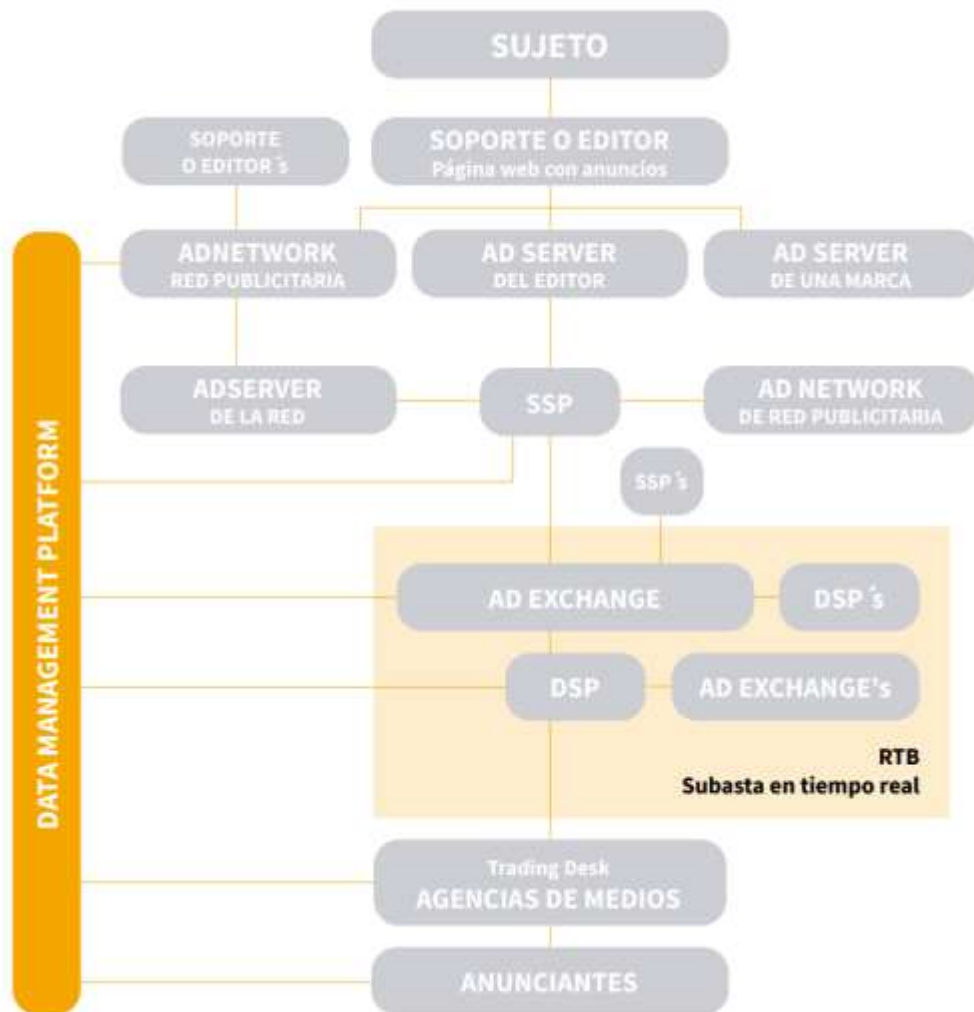 SUJETO
SOPORTE
O EDITOR´s
SOPORTE O EDITOR
Página web con anuncios
ADNETWORK
RED PUBLICITARIA
AD SERVER
DEL EDITOR
AD SERVER
DE UNA MARCA
ADSERVER
DE LA RED
SSP
AD NETWORK
DE RED PUBLICITARIA
SSP´s
AD EXCHANGE
DSP´s
DSP
AD EXCHANGE's
RTB
Subasta en tiempo real
Trading Desk
AGENCIAS DE MEDIOS
ANUNCIANTES
DATA MANAGEMENT PLATFORM